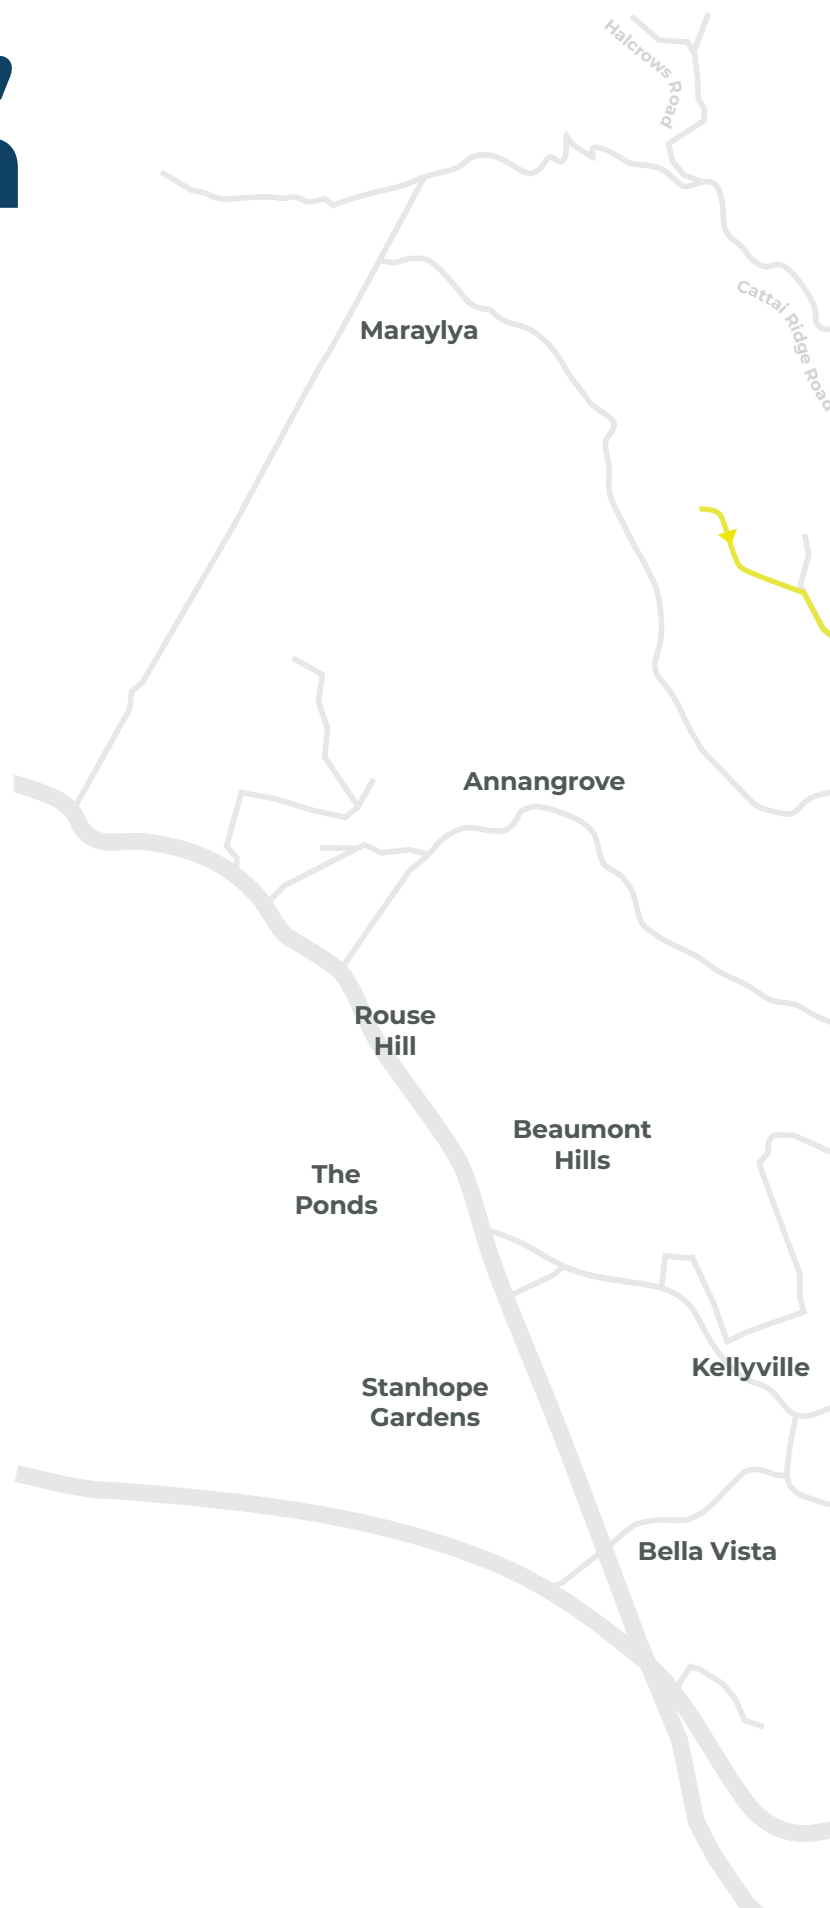 Halcrows Road
Cattai Ridge Road
Maraylya
Annangrove
Rouse
Hill
Beaumont
Hills
The
Ponds
Kellyville
Stanhope
Gardens
Bella Vista